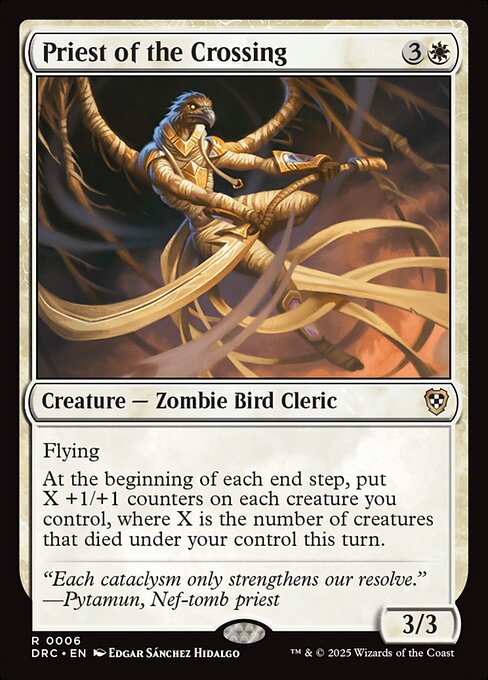 Priest of the Crossing 3
Creature — Zombie Bird Cleric
Flying
At the beginning of each end step, put
X +1/+1 counters on each creature you
control, where X is the number of creatures
that died under your control this turn.
“Each cataclysm only strengthens our resolve.”
—Pytamun, Nef-tomb priest
3/3
R 0006
DRC • EN Edgar Sánchez Hidalgo ™ & © 2025 Wizards of the Coast